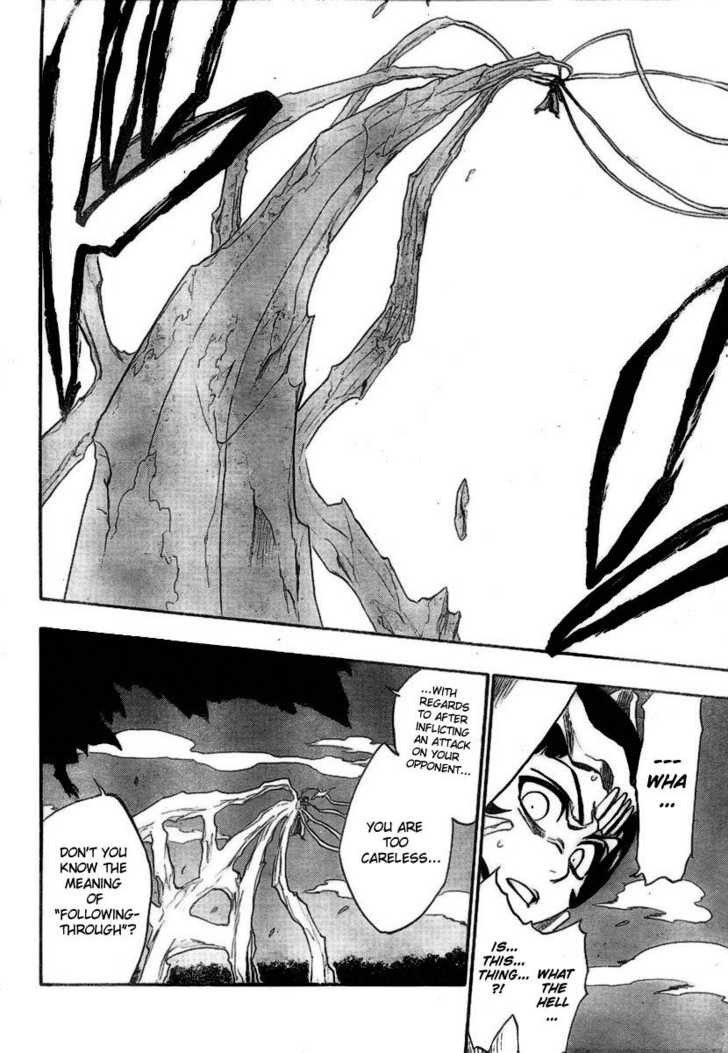 ---
WHA
...
WHAT
THE
HELL
...
IS...
THIS...
THING...
?!
...WITH
REGARDS
TO AFTER
INFLICTING
AN ATTACK
ON YOUR
OPPONENT...
YOU ARE
TOO
CARELESS...
DON'T YOU
KNOW THE
MEANING
OF
"FOLLOWING-
THROUGH"?